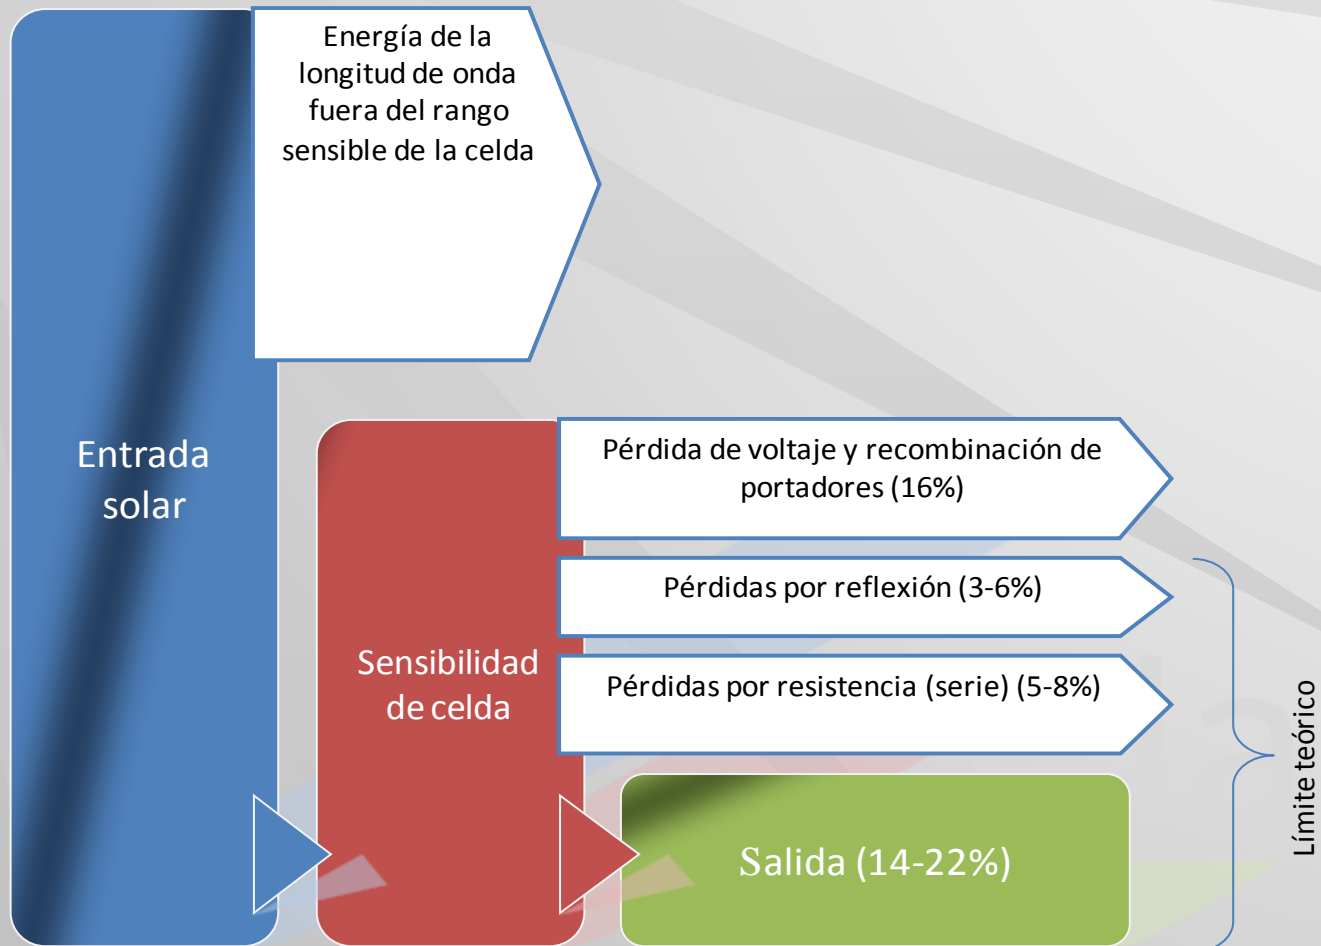 Energía de la
longitud de onda
fuera del rango
sensible de la celda
Entrada
solar
Pérdida de voltaje y recombinación de
portadores (16%)
Pérdidas por reflexión (3-6%)
Sensibilidad
de celda
Pérdidas por resistencia (serie) (5-8%)
Límite teórico
Salida (14-22%)